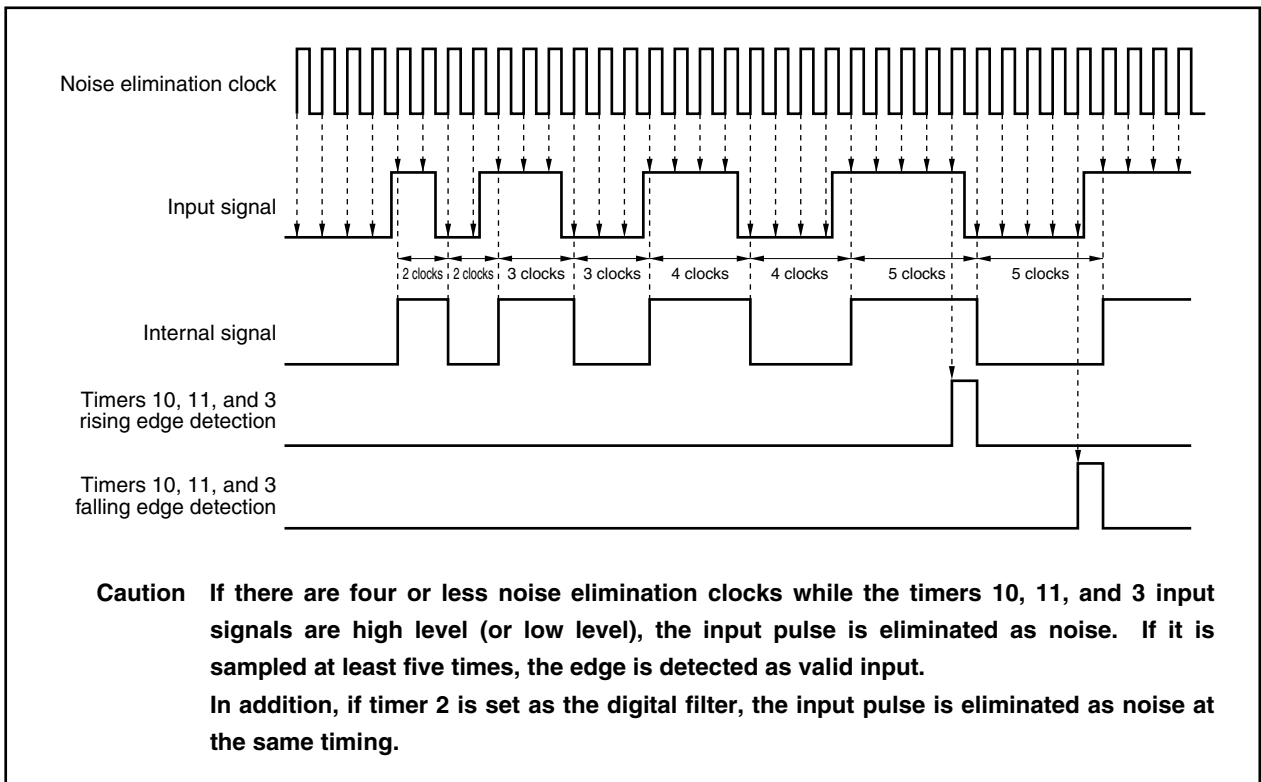 Noise elimination clock
Input signal
2 clocks 2 clocks 3 clocks 3 clocks 4 clocks 4 clocks 5 clocks 5 clocks
Internal signal
Timers 10, 11, and 3
rising edge detection
Timers 10, 11, and 3
falling edge detection
Caution If there are four or less noise elimination clocks while the timers 10, 11, and 3 input
signals are high level (or low level), the input pulse is eliminated as noise. If it is
sampled at least five times, the edge is detected as valid input.
In addition, if timer 2 is set as the digital filter, the input pulse is eliminated as noise at
the same timing.